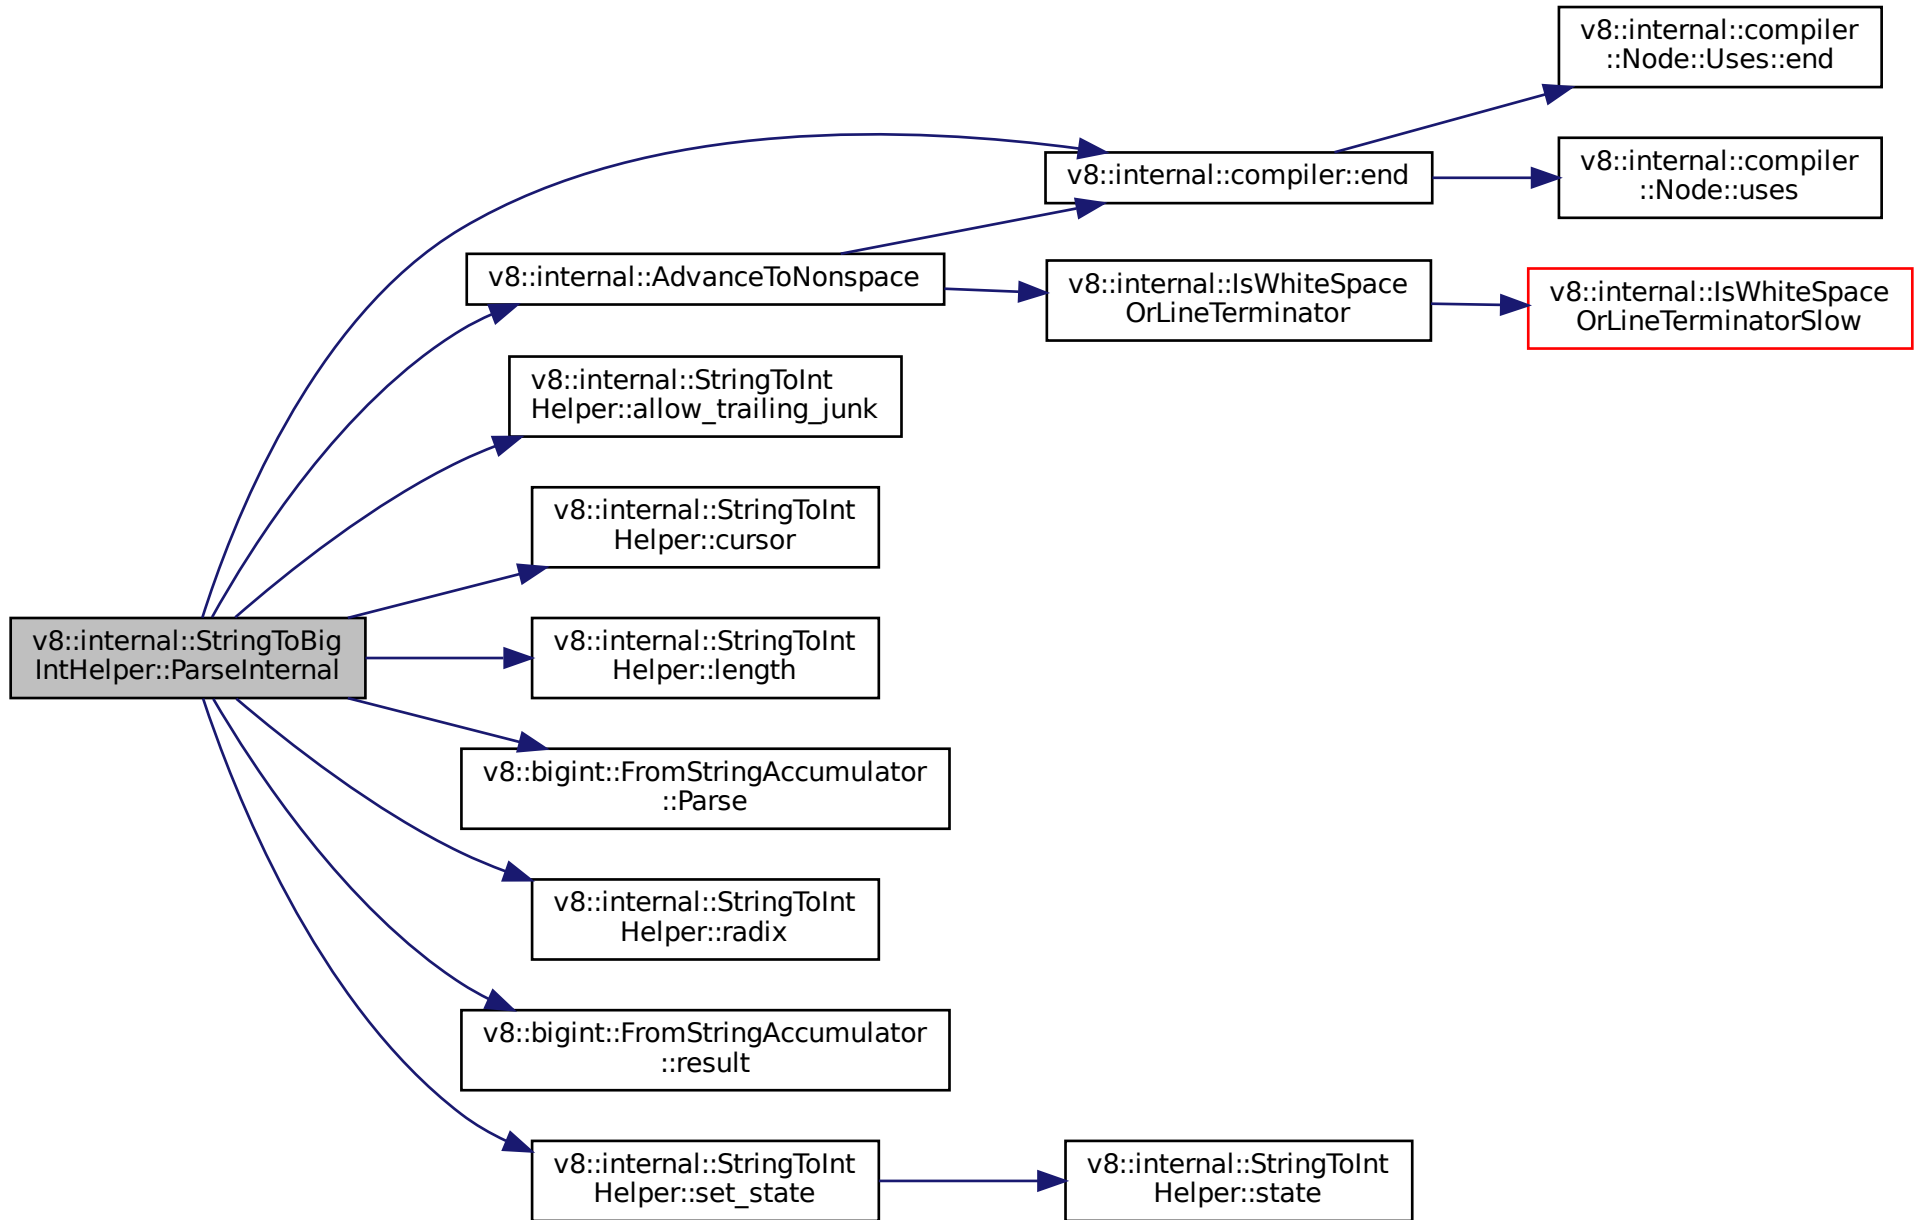 v8::internal::compiler
::Node::Uses::end
v8::internal::compiler
::Node::uses
v8::internal::compiler::end
v8::internal::AdvanceToNonspace
v8::internal::IsWhiteSpace
OrLineTerminator
v8::internal::IsWhiteSpace
OrLineTerminatorSlow
v8::internal::StringToInt
Helper::allow_trailing_junk
v8::internal::StringToInt
Helper::cursor
v8::internal::StringToBig
IntHelper::ParseInternal
v8::internal::StringToInt
Helper::length
v8::bigint::FromStringAccumulator
::Parse
v8::internal::StringToInt
Helper::radix
v8::bigint::FromStringAccumulator
::result
v8::internal::StringToInt
Helper::set_state
v8::internal::StringToInt
Helper::state